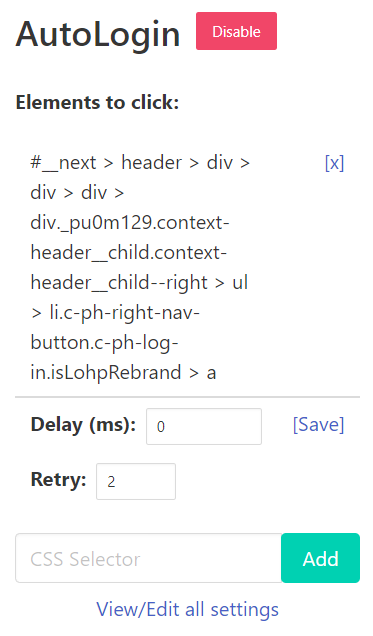 AutoLogin Disable
Elements to click:
#__next > header > div > [x]
div > div >
div._pu0m129.context-
header__child.context-
header__child--right > ul
> li.c-ph-right-nav-
button.c-ph-log-
in.isLohpRebrand > a
Delay (ms): 0 [Save]
Retry: 2
CSS Selector Add
View/Edit all settings